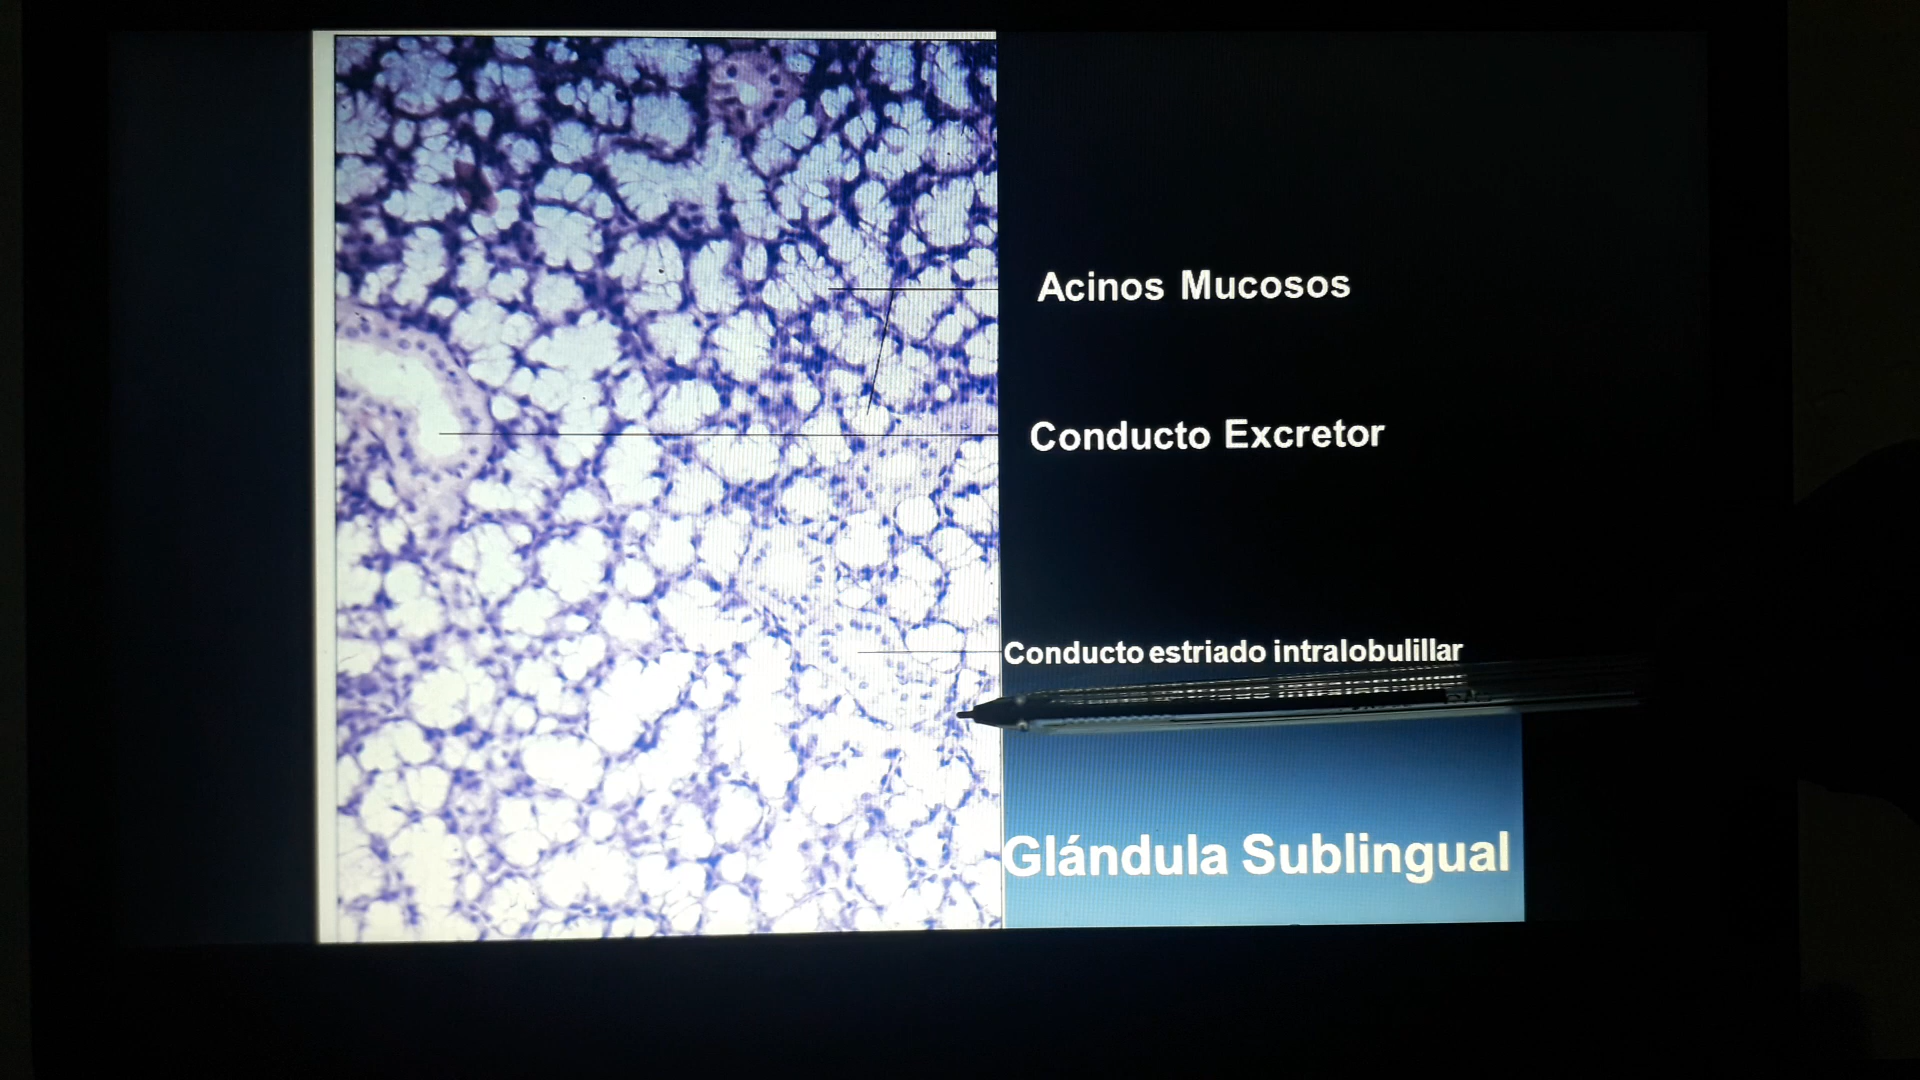 Acinos Mucosos
Conducto Excretor
Conducto estriado intralobulillar
Glándula Sublingual